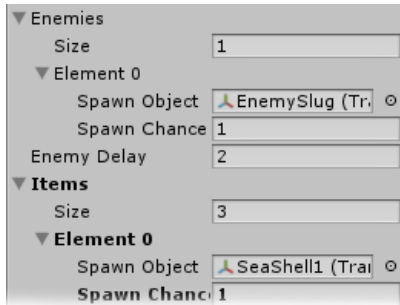 Enemies
Size 1
Element 0
Spawn Object EnemySlug (Tr
Spawn Chance 1
Enemy Delay 2
Items
Size 3
Element 0
Spawn Object SeaShell1 (Trai
Spawn Chanc 1